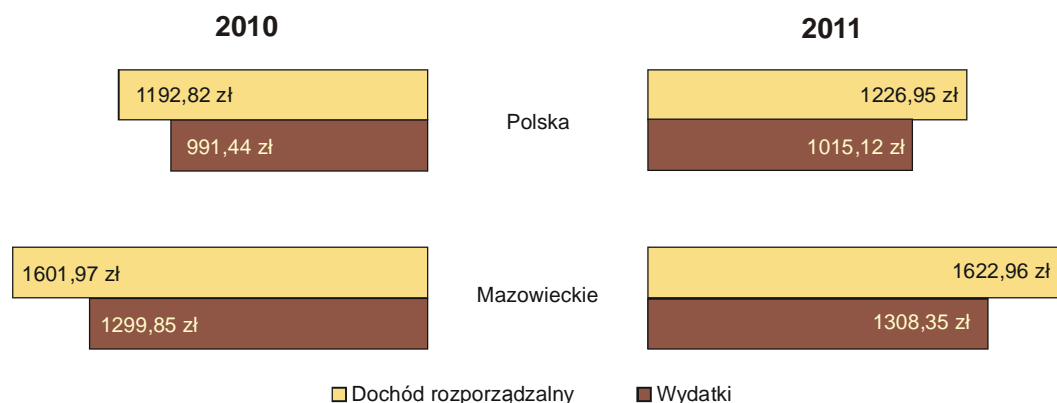 2010 2011
1192,82 zł 1226,95 zł
Polska
991,44 zł 1015,12 zł
1601,97 zł 1622,96 zł
Mazowieckie
1299,85 zł 1308,35 zł
Dochód rozporządzalny Wydatki